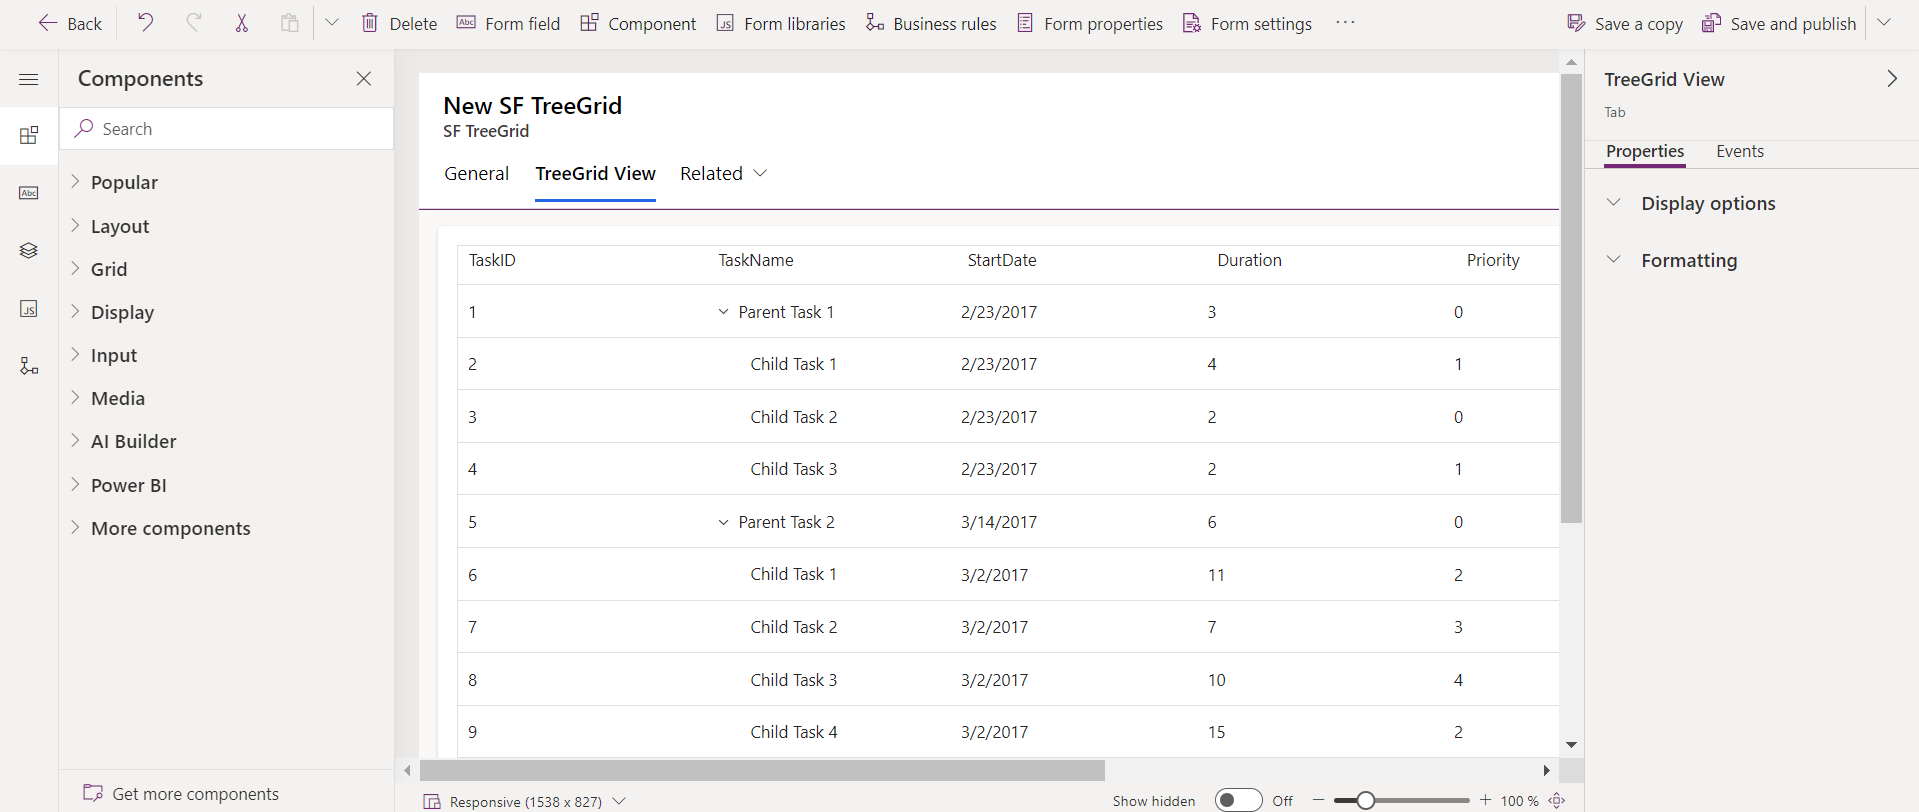 Back Delete Abc Form field Component JS Form libraries Business rules Form properties Form settings ... Save a copy Save and publish
Components
Search
Popular
Layout
Abc
Grid
Display
JS
Input
Media
AI Builder
Power BI
More components
Get more components
New SF TreeGrid
SF TreeGrid
General TreeGrid View Related
TaskID TaskName StartDate Duration Priority
1 Parent Task 1 2/23/2017 3 0
2 Child Task 1 2/23/2017 4 1
3 Child Task 2 2/23/2017 2 0
4 Child Task 3 2/23/2017 2 1
5 Parent Task 2 3/14/2017 6 0
6 Child Task 1 3/2/2017 11 2
7 Child Task 2 3/2/2017 7 3
8 Child Task 3 3/2/2017 10 4
9 Child Task 4 3/2/2017 15 2
Responsive (1538 x 827) Show hidden Off 100 %
TreeGrid View
Tab
Properties Events
Display options
Formatting